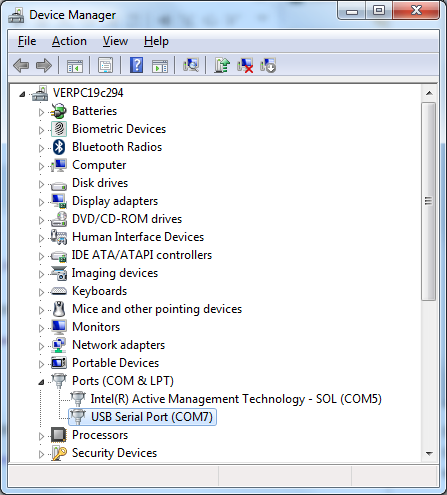 Device Manager
File Action View Help
VERPC19c294
Batteries
Biometric Devices
Bluetooth Radios
Computer
Disk drives
Display adapters
DVD/CD-ROM drives
Human Interface Devices
IDE ATA/ATAPI controllers
Imaging devices
Keyboards
Mice and other pointing devices
Monitors
Network adapters
Portable Devices
Ports (COM & LPT)
Intel(R) Active Management Technology - SOL (COM5)
USB Serial Port (COM7)
Processors
Security Devices